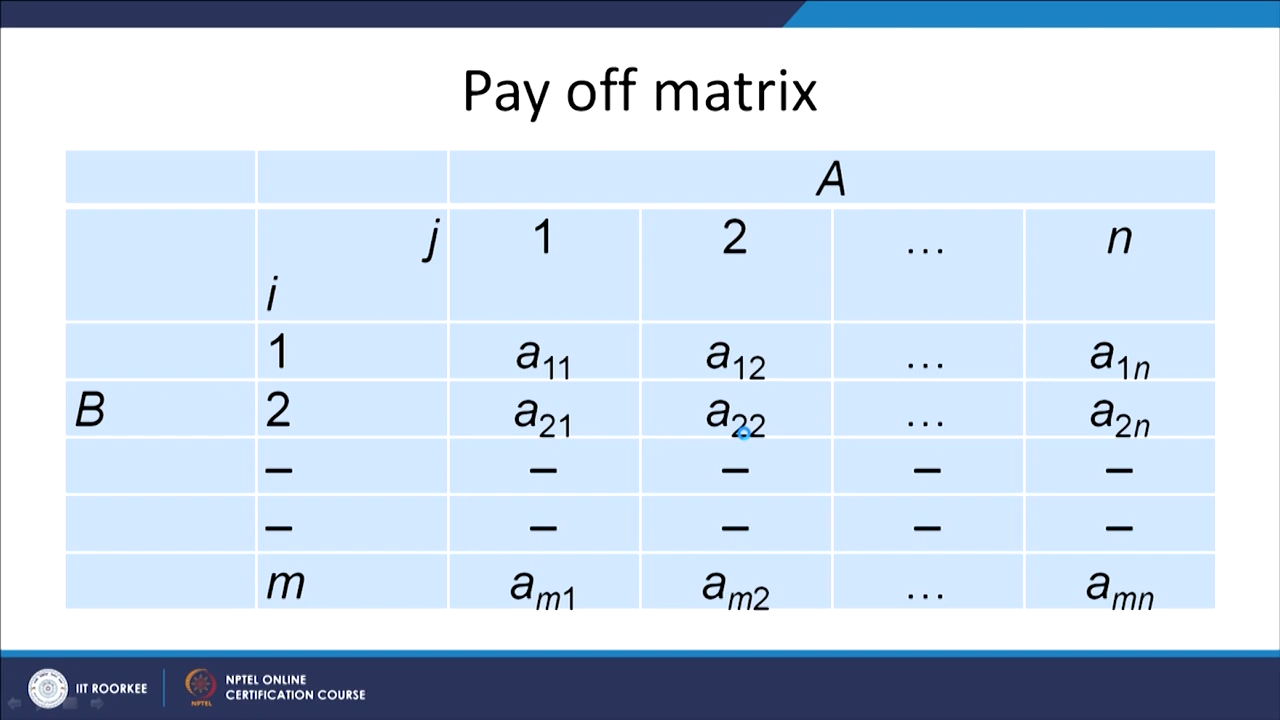 Pay off matrix
A
j 1 2 ... n
i
1 a11 a12 ... a1n
B 2 a21 a22 ... a2n
– – – – –
– – – – –
m am1 am2 ... amn
IIT ROORKEE
NPTEL ONLINE
CERTIFICATION COURSE
NPTEL